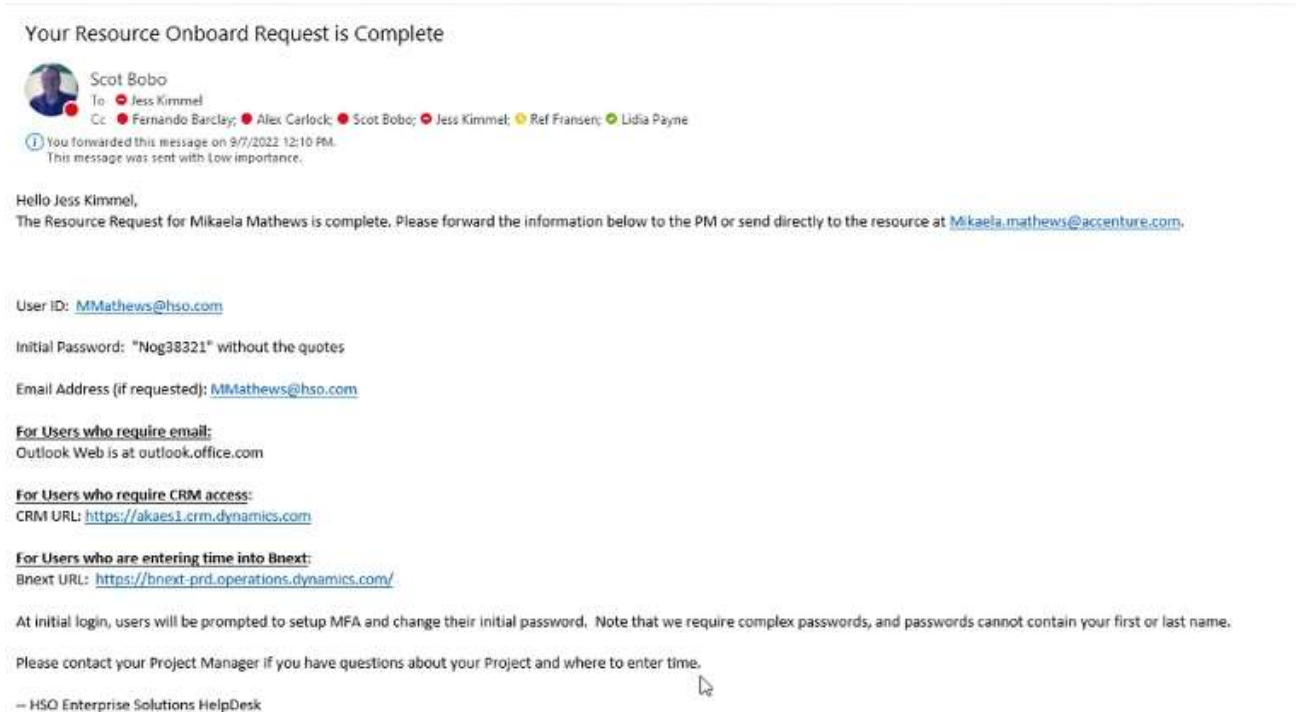 Your Resource Onboard Request is Complete
Scot Bobo
To Jess Kimmel
Cc Fernando Barclay; Alex Carlock; Scot Bobo; Jess Kimmel; Ref Fransen; Lidia Payne
You forwarded this message on 9/7/2022 12:10 PM.
This message was sent with Low importance.
Hello Jess Kimmel,
The Resource Request for Mikaela Mathews is complete. Please forward the information below to the PM or send directly to the resource at Mikaela.mathews@accenture.com.
User ID: MMathews@hso.com
Initial Password: "Nog38321" without the quotes
Email Address (if requested): MMathews@hso.com
For Users who require email:
Outlook Web is at outlook.office.com
For Users who require CRM access:
CRM URL: https://akaes1.crm.dynamics.com
For Users who are entering time into Bnext:
Bnext URL: https://bnext-prd.operations.dynamics.com/
At initial login, users will be prompted to setup MFA and change their initial password. Note that we require complex passwords, and passwords cannot contain your first or last name.
Please contact your Project Manager if you have questions about your Project and where to enter time.
-- HSO Enterprise Solutions HelpDesk